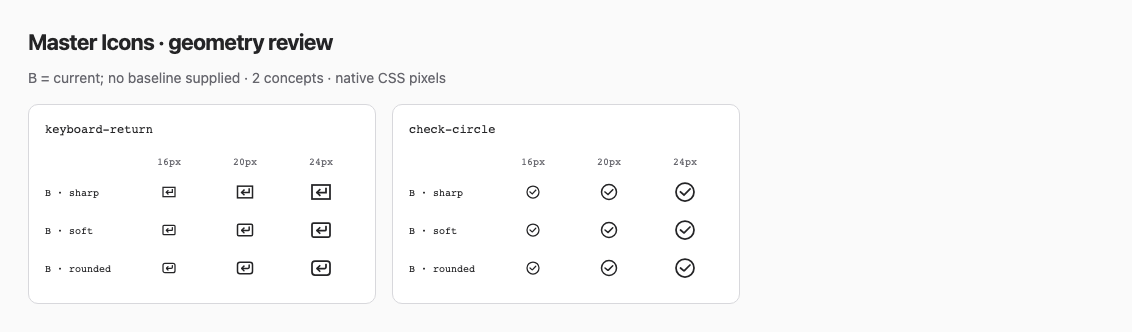 Master Icons · geometry review
B = current; no baseline supplied · 2 concepts · native CSS pixels
keyboard-return
16px 20px 24px
B · sharp
B · soft
B · rounded
check-circle
16px 20px 24px
B · sharp
B · soft
B · rounded